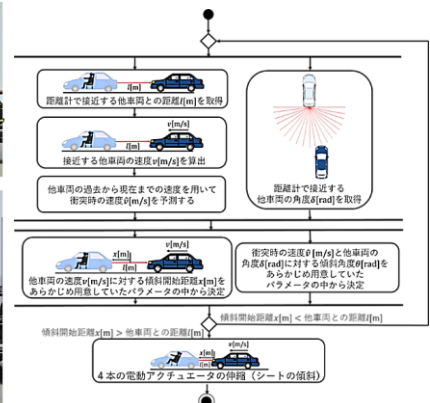 l[m]
距離計で接近する他車両との距離l[m]を取得
v[m/s]
l[m]
接近する他車両の速度v[m/s]を算出
他車両の過去から現在までの速度を用いて
衝突時の速度v̂[m/s]を予測する
距離計で接近する
他車両の角度δ[rad]を取得
v[m/s]
x[m]
l[m]
他車両の速度v[m/s]に対する傾斜開始距離x[m]を
あらかじめ用意していたパラメータの中から決定
衝突時の速度v̂ [m/s]と他車両の
角度δ[rad]に対する傾斜角度θ[rad]を
あらかじめ用意していた
パラメータの中から決定
傾斜開始距離x[m] < 他車両との距離l[m]
傾斜開始距離x[m] > 他車両との距離l[m]
v[m/s]
x[m]
l[m]
4本の電動アクチュエータの伸縮（シートの傾斜）